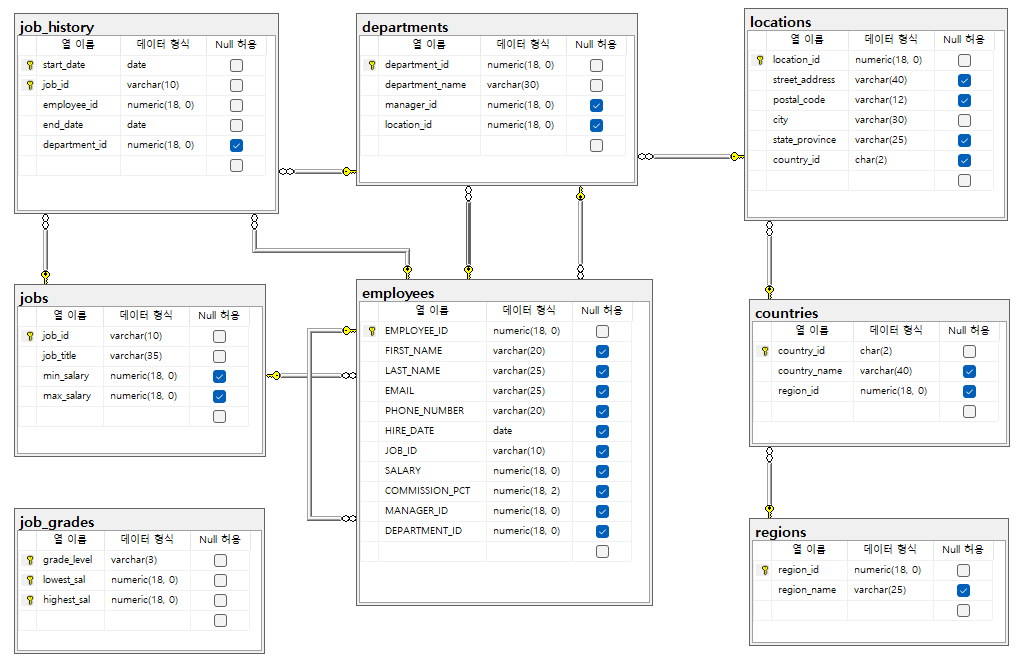 job_history
열 이름 데이터 형식 Null 허용
start_date date
job_id varchar(10)
employee_id numeric(18, 0)
end_date date
department_id numeric(18, 0)
departments
열 이름 데이터 형식 Null 허용
department_id numeric(18, 0)
department_name varchar(30)
manager_id numeric(18, 0)
location_id numeric(18, 0)
locations
열 이름 데이터 형식 Null 허용
location_id numeric(18, 0)
street_address varchar(40)
postal_code varchar(12)
city varchar(30)
state_province varchar(25)
country_id char(2)
jobs
열 이름 데이터 형식 Null 허용
job_id varchar(10)
job_title varchar(35)
min_salary numeric(18, 0)
max_salary numeric(18, 0)
employees
열 이름 데이터 형식 Null 허용
EMPLOYEE_ID numeric(18, 0)
FIRST_NAME varchar(20)
LAST_NAME varchar(25)
EMAIL varchar(25)
PHONE_NUMBER varchar(20)
HIRE_DATE date
JOB_ID varchar(10)
SALARY numeric(18, 0)
COMMISSION_PCT numeric(18, 2)
MANAGER_ID numeric(18, 0)
DEPARTMENT_ID numeric(18, 0)
countries
열 이름 데이터 형식 Null 허용
country_id char(2)
country_name varchar(40)
region_id numeric(18, 0)
job_grades
열 이름 데이터 형식 Null 허용
grade_level varchar(3)
lowest_sal numeric(18, 0)
highest_sal numeric(18, 0)
regions
열 이름 데이터 형식 Null 허용
region_id numeric(18, 0)
region_name varchar(25)